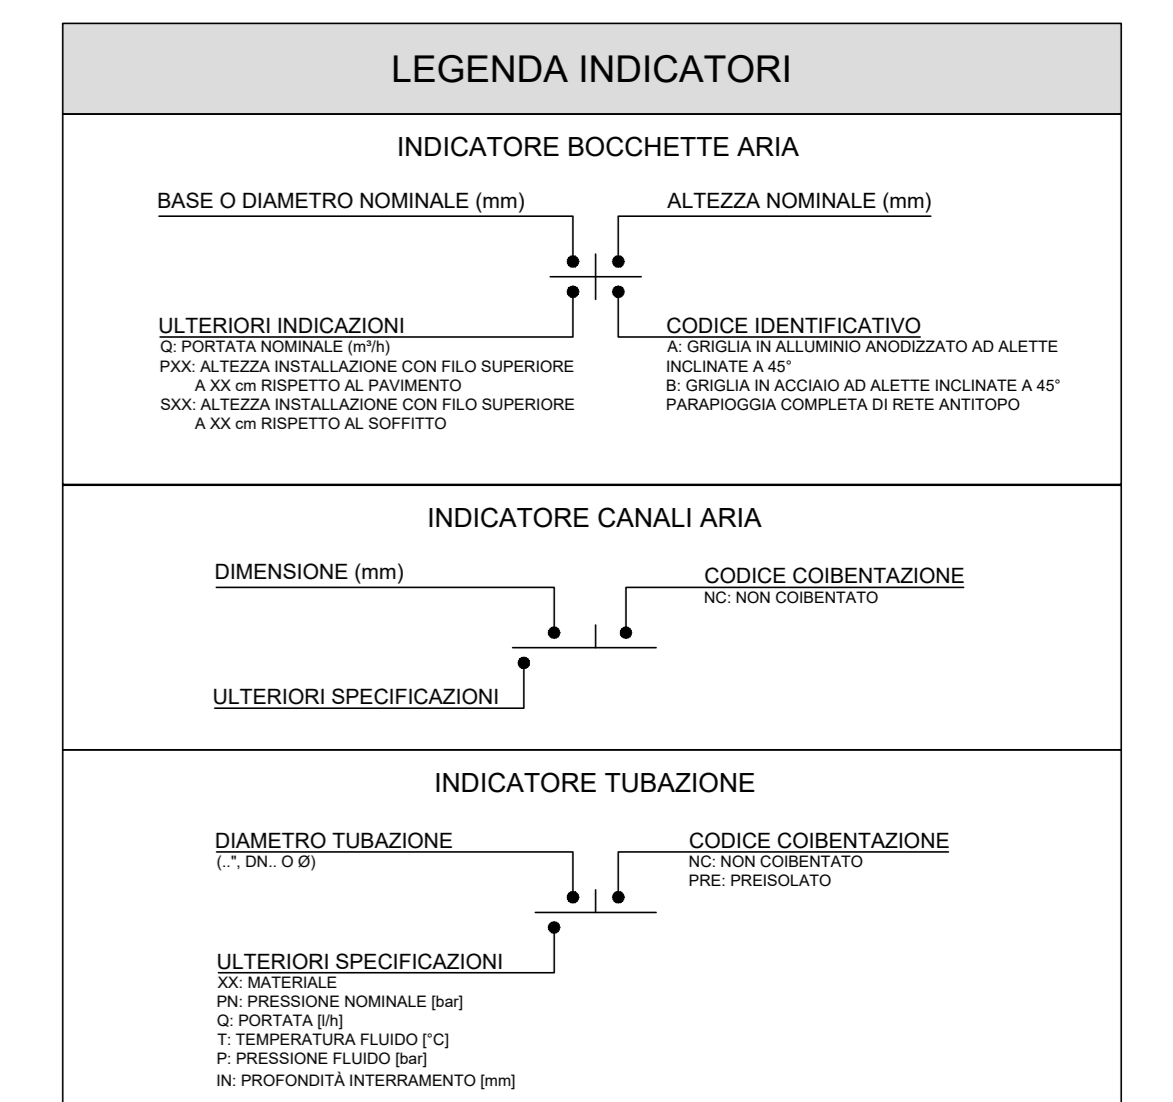 LEGENDA INDICATORI
INDICATORE BOCCHETTE ARIA
BASE O DIAMETRO NOMINALE (mm)
ALTEZZA NOMINALE (mm)
ULTERIORI INDICAZIONI
Q: PORTATA NOMINALE (m³/h)
PXX: ALTEZZA INSTALLAZIONE CON FILO SUPERIORE
A XX cm RISPETTO AL PAVIMENTO
SXX: ALTEZZA INSTALLAZIONE CON FILO SUPERIORE
A XX cm RISPETTO AL SOFFITTO
CODICE IDENTIFICATIVO
A: GRIGLIA IN ALLUMINIO ANODIZZATO AD ALETTE
INCLINATE A 45°
B: GRIGLIA IN ACCIAIO AD ALETTE INCLINATE A 45°
PARAPIOGGIA COMPLETA DI RETE ANTITOPO
INDICATORE CANALI ARIA
DIMENSIONE (mm)
CODICE COIBENTAZIONE
NC: NON COIBENTATO
ULTERIORI SPECIFICAZIONI
INDICATORE TUBAZIONE
DIAMETRO TUBAZIONE
(..", DN.. O Ø)
CODICE COIBENTAZIONE
NC: NON COIBENTATO
PRE: PREISOLATO
ULTERIORI SPECIFICAZIONI
XX: MATERIALE
PN: PRESSIONE NOMINALE [bar]
Q: PORTATA [l/h]
T: TEMPERATURA FLUIDO [°C]
P: PRESSIONE FLUIDO [bar]
IN: PROFONDITÀ INTERRAMENTO [mm]